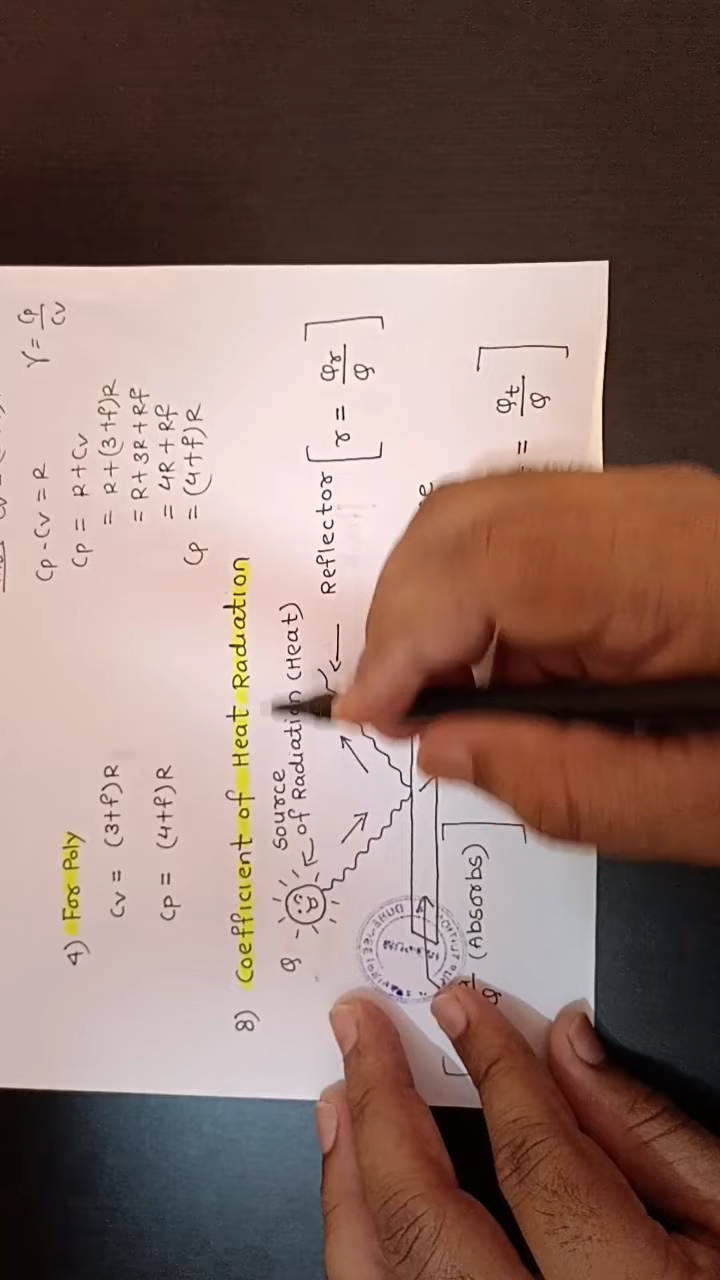 Cp - Cv = R
γ = Cp/Cv
Cp = R + Cv
= R + (3+f)R
= R + 3R + Rf
= 4R + Rf
Cp = (4+f)R
4) For Poly
Cv = (3+f)R
Cp = (4+f)R
8) Coefficient of Heat Radiation
Q
Source
of Radiation (Heat)
Reflector [r = Qr/Q]
= Qt/Q]
Q (Absorbs)